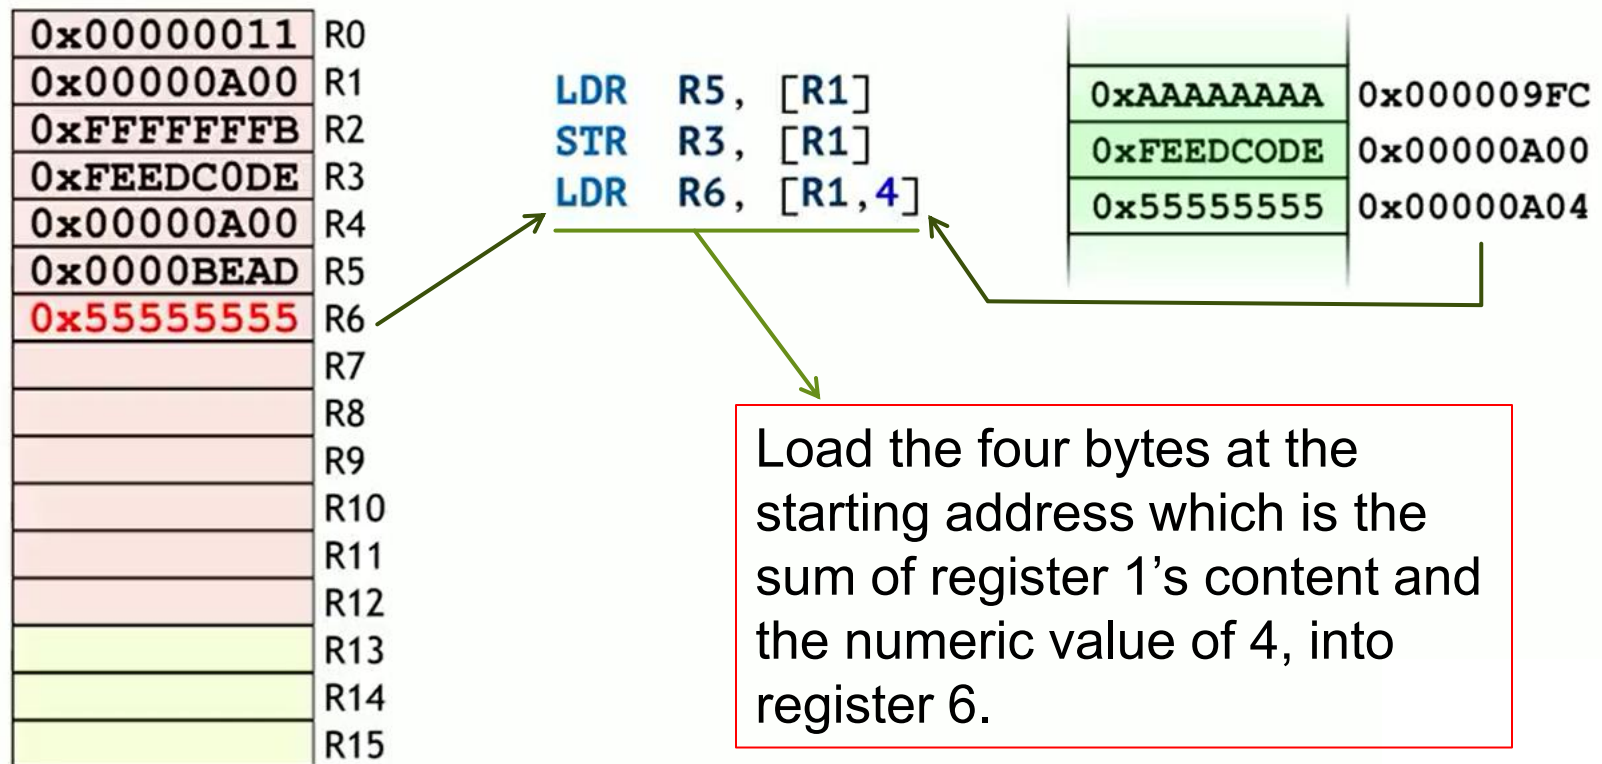 0x00000011 R0
0x00000A00 R1
0xFFFFFFFB R2
0xFEEDC0DE R3
0x00000A00 R4
0x0000BEAD R5
0x55555555 R6
R7
R8
R9
R10
R11
R12
R13
R14
R15
LDR R5, [R1]
STR R3, [R1]
LDR R6, [R1,4]
0xAAAAAAAA 0x000009FC
0xFEEDCODE 0x00000A00
0x55555555 0x00000A04
Load the four bytes at the
starting address which is the
sum of register 1’s content and
the numeric value of 4, into
register 6.